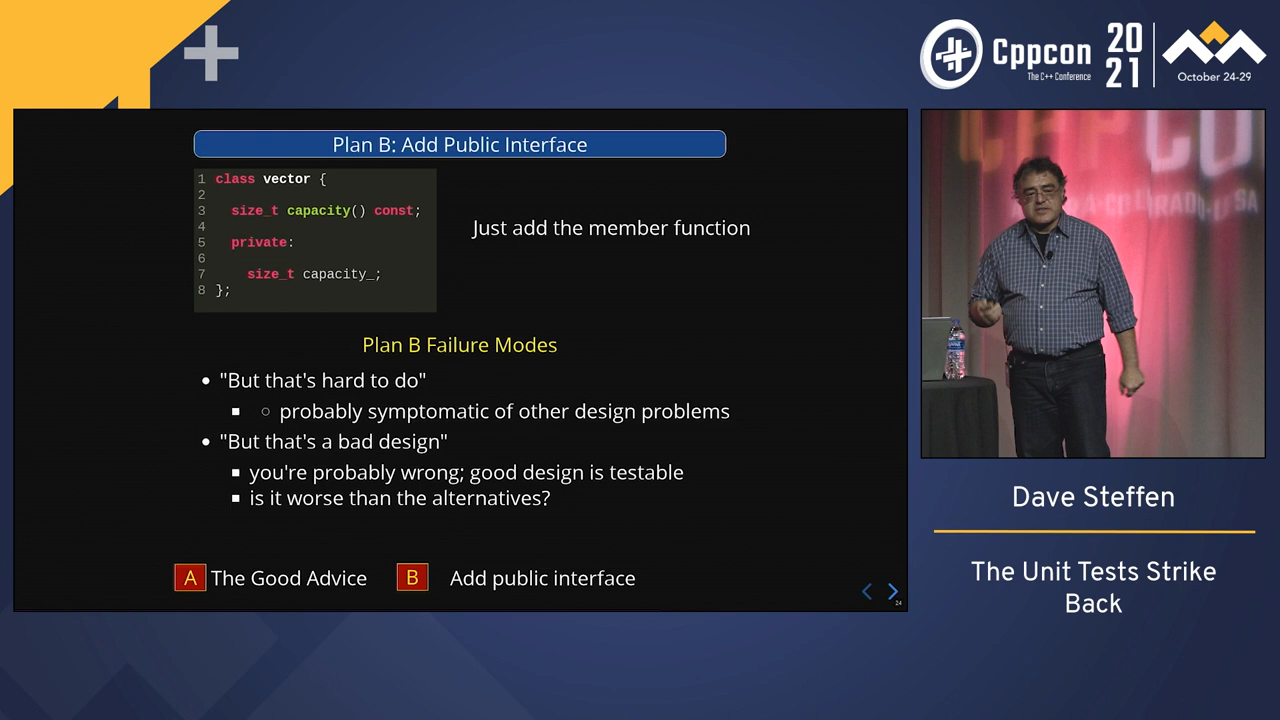 Cppcon
The C++ Conference
20
21
October 24-29
Plan B: Add Public Interface
1 class vector {
2
3 size_t capacity() const;
4
5 private:
6
7 size_t capacity_;
8 };
Just add the member function
Plan B Failure Modes
"But that's hard to do"
probably symptomatic of other design problems
"But that's a bad design"
you're probably wrong; good design is testable
is it worse than the alternatives?
A The Good Advice B Add public interface
24
CPPCO
Dave Steffen
The Unit Tests Strike
Back